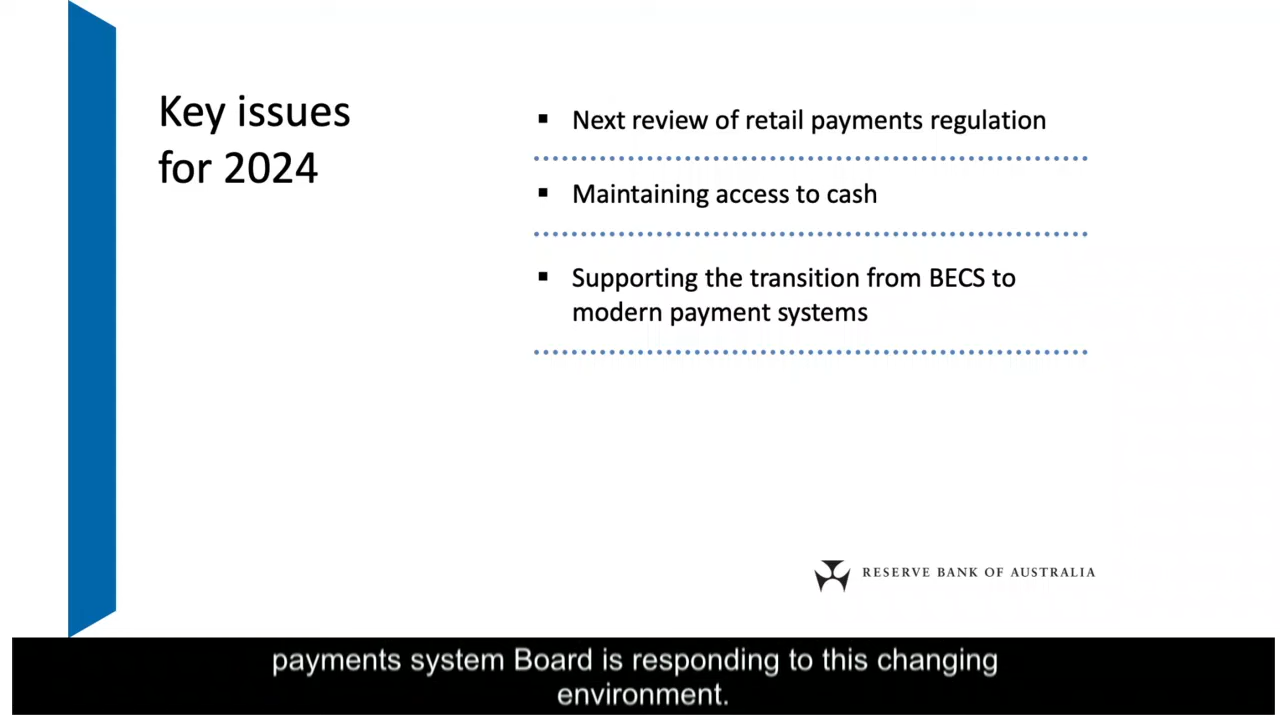 Key issues
for 2024
▪ Next review of retail payments regulation
▪ Maintaining access to cash
▪ Supporting the transition from BECS to
modern payment systems
RESERVE BANK OF AUSTRALIA
payments system Board is responding to this changing
environment.